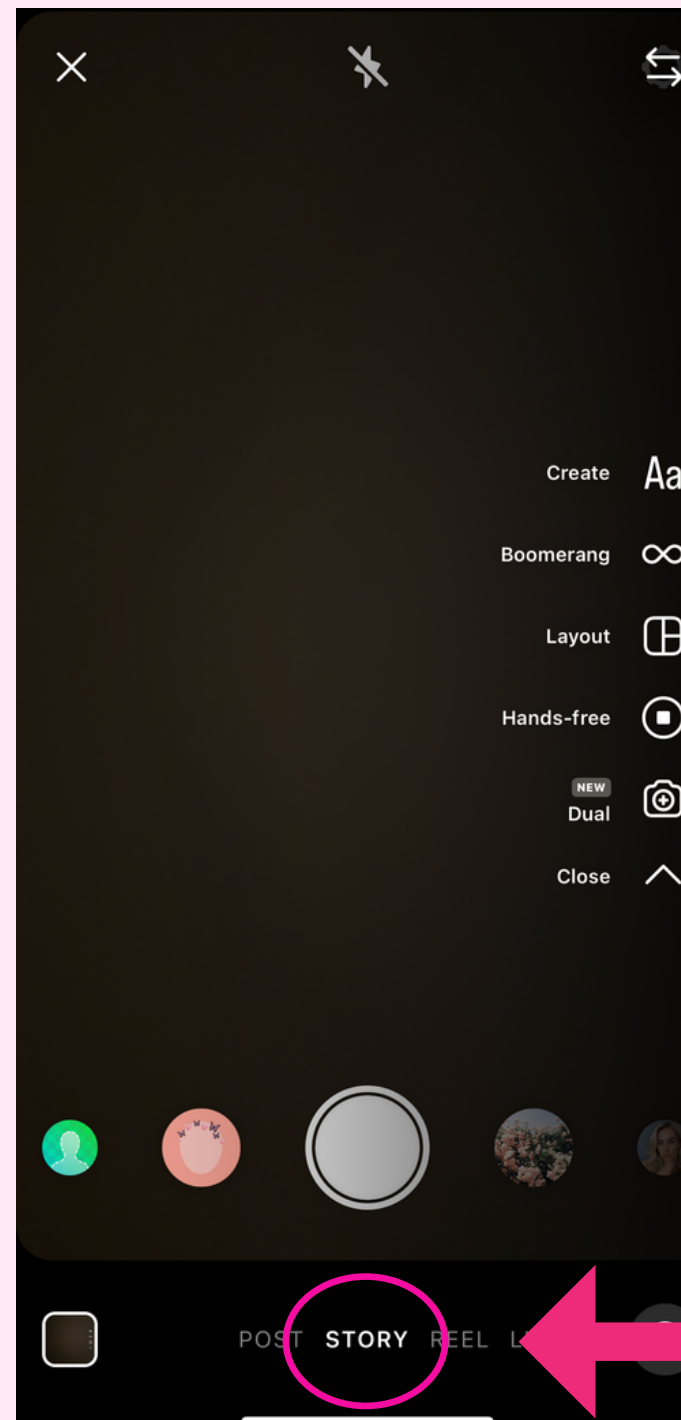 Create Aa
Boomerang
Layout
Hands-free
NEW
Dual
Close
POST STORY REEL